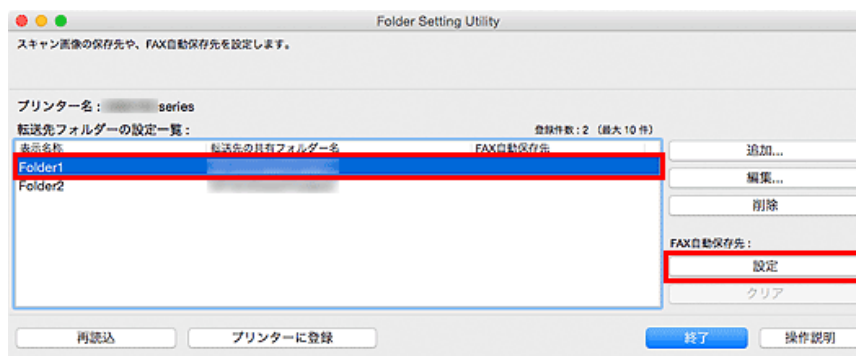 Folder Setting Utility
スキャン画像の保存先や、FAX自動保存先を設定します。
プリンター名： series
転送先フォルダーの設定一覧： 登録件数：2 （最大 10 件）
表示名称 転送先の共有フォルダー名 FAX自動保存先
Folder1
Folder2
追加...
編集...
削除
FAX自動保存先：
設定
クリア
再読込 プリンターに登録 終了 操作説明